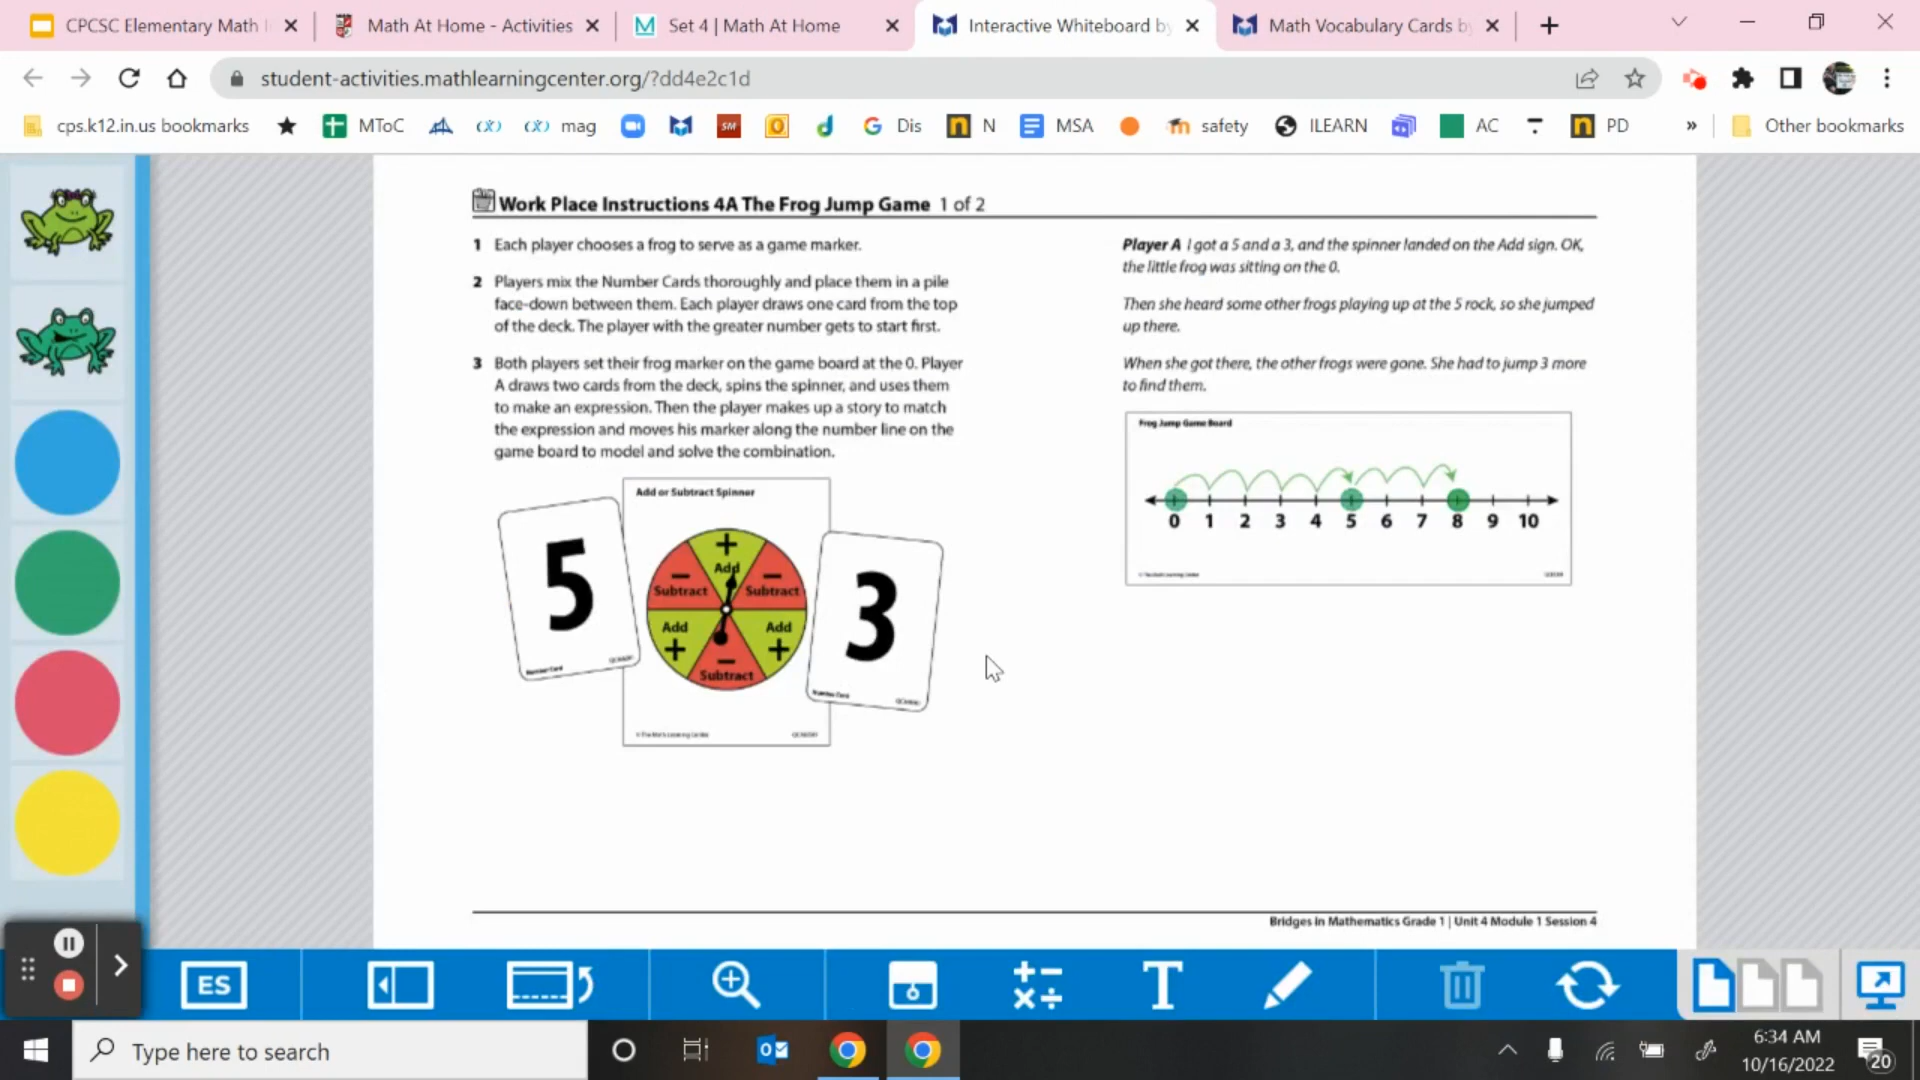 CPCSC Elementary Math
Math At Home - Activities
Set 4 | Math At Home
Interactive Whiteboard by
Math Vocabulary Cards by
student-activities.mathlearningcenter.org/?dd4e2c1d
cps.k12.in.us bookmarks
MToC
mag
SM
Dis
N
MSA
safety
ILEARN
AC
PD
»
Other bookmarks
Work Place Instructions 4A The Frog Jump Game 1 of 2
1 Each player chooses a frog to serve as a game marker.
2 Players mix the Number Cards thoroughly and place them in a pile
face-down between them. Each player draws one card from the top
of the deck. The player with the greater number gets to start first.
3 Both players set their frog marker on the game board at the 0. Player
A draws two cards from the deck, spins the spinner, and uses them
to make an expression. Then the player makes up a story to match
the expression and moves his marker along the number line on the
game board to model and solve the combination.
Add or Subtract Spinner
5
+
Add
−
Subtract
−
Subtract
Add
+
Add
+
−
Subtract
3
Number Card
Number Card
© The Math Learning Center
Player A I got a 5 and a 3, and the spinner landed on the Add sign. OK,
the little frog was sitting on the 0.
Then she heard some other frogs playing up at the 5 rock, so she jumped
up there.
When she got there, the other frogs were gone. She had to jump 3 more
to find them.
Frog Jump Game Board
0 1 2 3 4 5 6 7 8 9 10
© The Math Learning Center
Bridges in Mathematics Grade 1 | Unit 4 Module 1 Session 4
ES
T
Type here to search
6:34 AM
10/16/2022
20